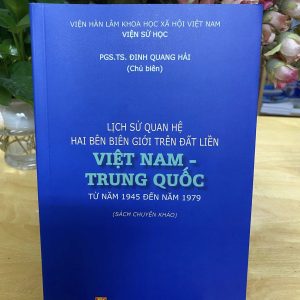 VIỆN HÀN LÂM KHOA HỌC XÃ HỘI VIỆT NAM
VIỆN SỬ HỌC
PGS.TS. ĐINH QUANG HẢI
(Chủ biên)
LỊCH SỬ QUAN HỆ
HAI BÊN BIÊN GIỚI TRÊN ĐẤT LIỀN
VIỆT NAM -
TRUNG QUỐC
TỪ NĂM 1945 ĐẾN NĂM 1979
(SÁCH CHUYÊN KHẢO)